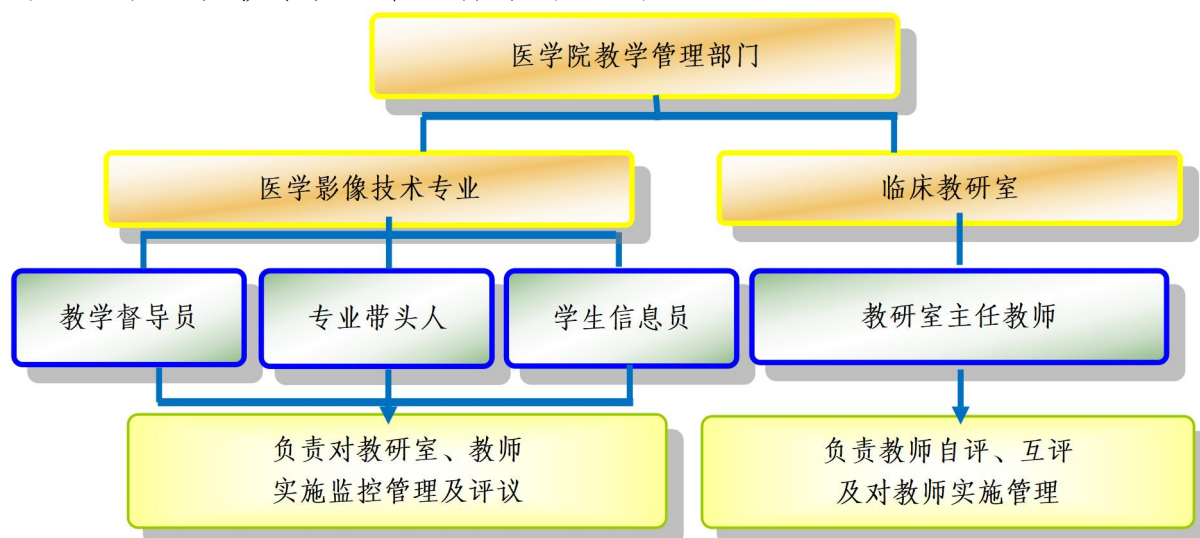 医学院教学管理部门
医学影像技术专业
临床教研室
教学督导员
专业带头人
学生信息员
教研室主任教师
负责对教研室、教师
实施监控管理及评议
负责教师自评、互评
及对教师实施管理